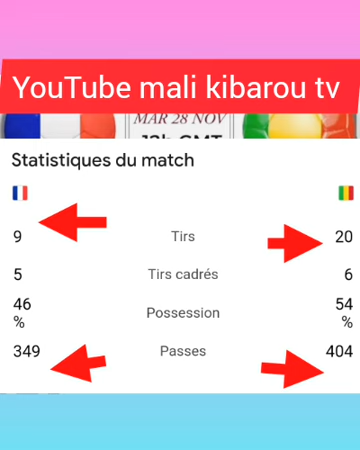 YouTube mali kibarou tv
MAR 28 NOV
Statistiques du match
9 Tirs 20
5 Tirs cadrés 6
46 % Possession 54 %
349 Passes 404